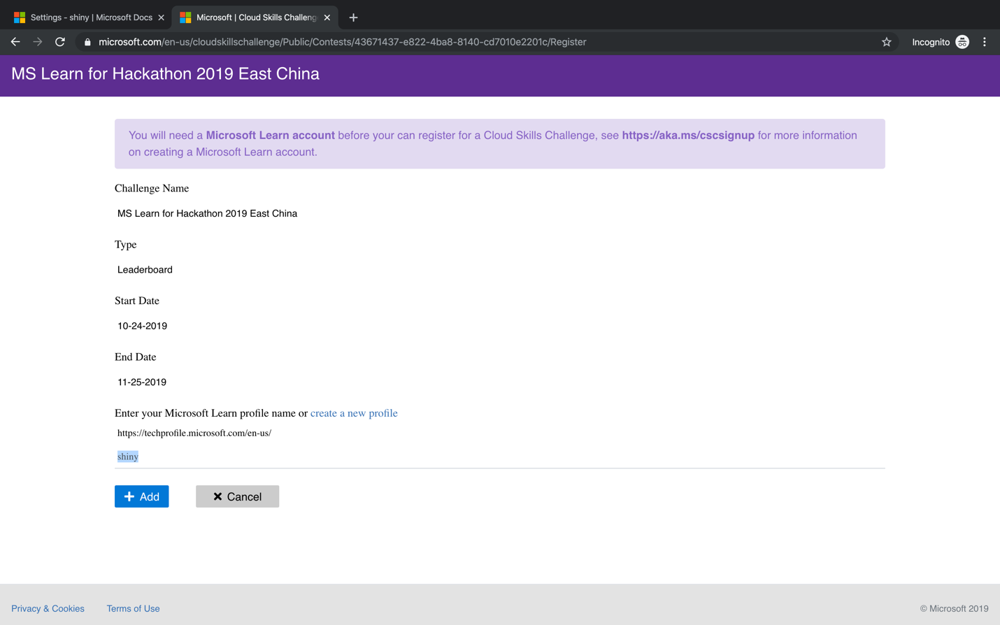 Settings - shiny | Microsoft Docs
Microsoft | Cloud Skills Challeng
microsoft.com/en-us/cloudskillschallenge/Public/Contests/43671437-e822-4ba8-8140-cd7010e2201c/Register
Incognito
MS Learn for Hackathon 2019 East China
You will need a Microsoft Learn account before your can register for a Cloud Skills Challenge, see https://aka.ms/cscsignup for more information
on creating a Microsoft Learn account.
Challenge Name
MS Learn for Hackathon 2019 East China
Type
Leaderboard
Start Date
10-24-2019
End Date
11-25-2019
Enter your Microsoft Learn profile name or create a new profile
https://techprofile.microsoft.com/en-us/
shiny
Add
Cancel
Privacy & Cookies
Terms of Use
© Microsoft 2019